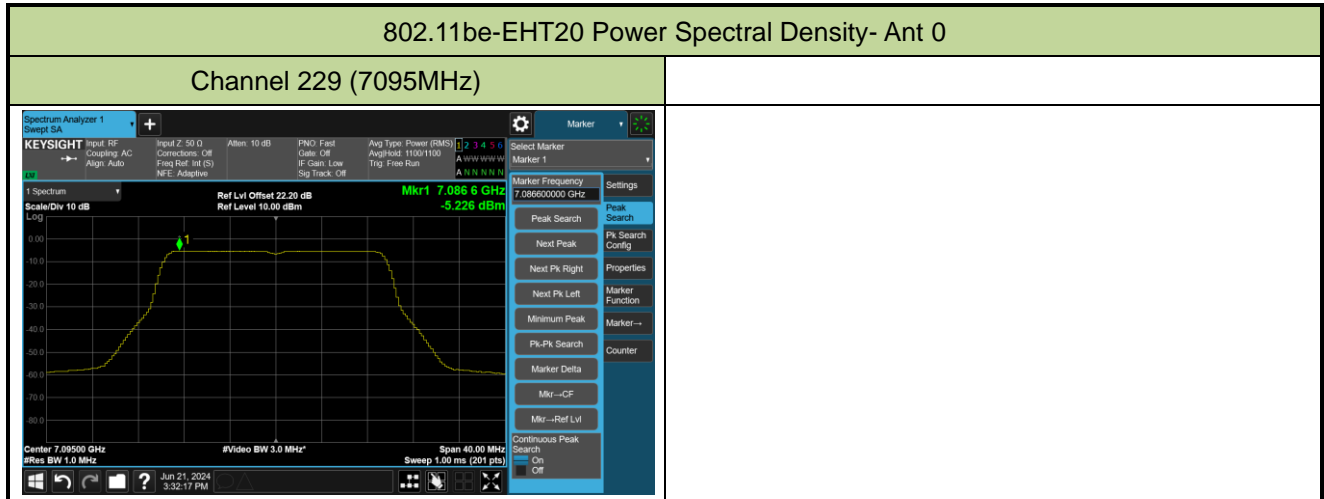 802.11be-EHT20 Power Spectral Density- Ant 0
Channel 229 (7095MHz)
Spectrum Analyzer 1
Swept SA
Marker
KEYSIGHT
Input: RF
Coupling: AC
Align: Auto
Input Z: 50 Ω
Corrections: Off
Freq Ref: Int (S)
NFE: Adaptive
Atten: 10 dB
PNO: Fast
Gate: Off
IF Gain: Low
Sig Track: Off
Avg Type: Power (RMS)
Avg|Hold: 1100/1100
Trig: Free Run
1 2 3 4 5 6
A W W W W W
A N N N N N
Select Marker
Marker 1
LXI
1 Spectrum
Scale/Div 10 dB
Log
Ref Lvl Offset 22.20 dB
Ref Level 10.00 dBm
Mkr1 7.086 6 GHz
-5.226 dBm
1
0.00
-10.0
-20.0
-30.0
-40.0
-50.0
-60.0
-70.0
-80.0
Center 7.09500 GHz
#Res BW 1.0 MHz
#Video BW 3.0 MHz*
Span 40.00 MHz
Sweep 1.00 ms (201 pts)
Marker Frequency
7.086600000 GHz
Peak Search
Next Peak
Next Pk Right
Next Pk Left
Minimum Peak
Pk-Pk Search
Marker Delta
Mkr→CF
Mkr→Ref Lvl
Continuous Peak
Search
On
Off
Settings
Peak
Search
Pk Search
Config
Properties
Marker
Function
Marker→
Counter
?
Jun 21, 2024
3:32:17 PM